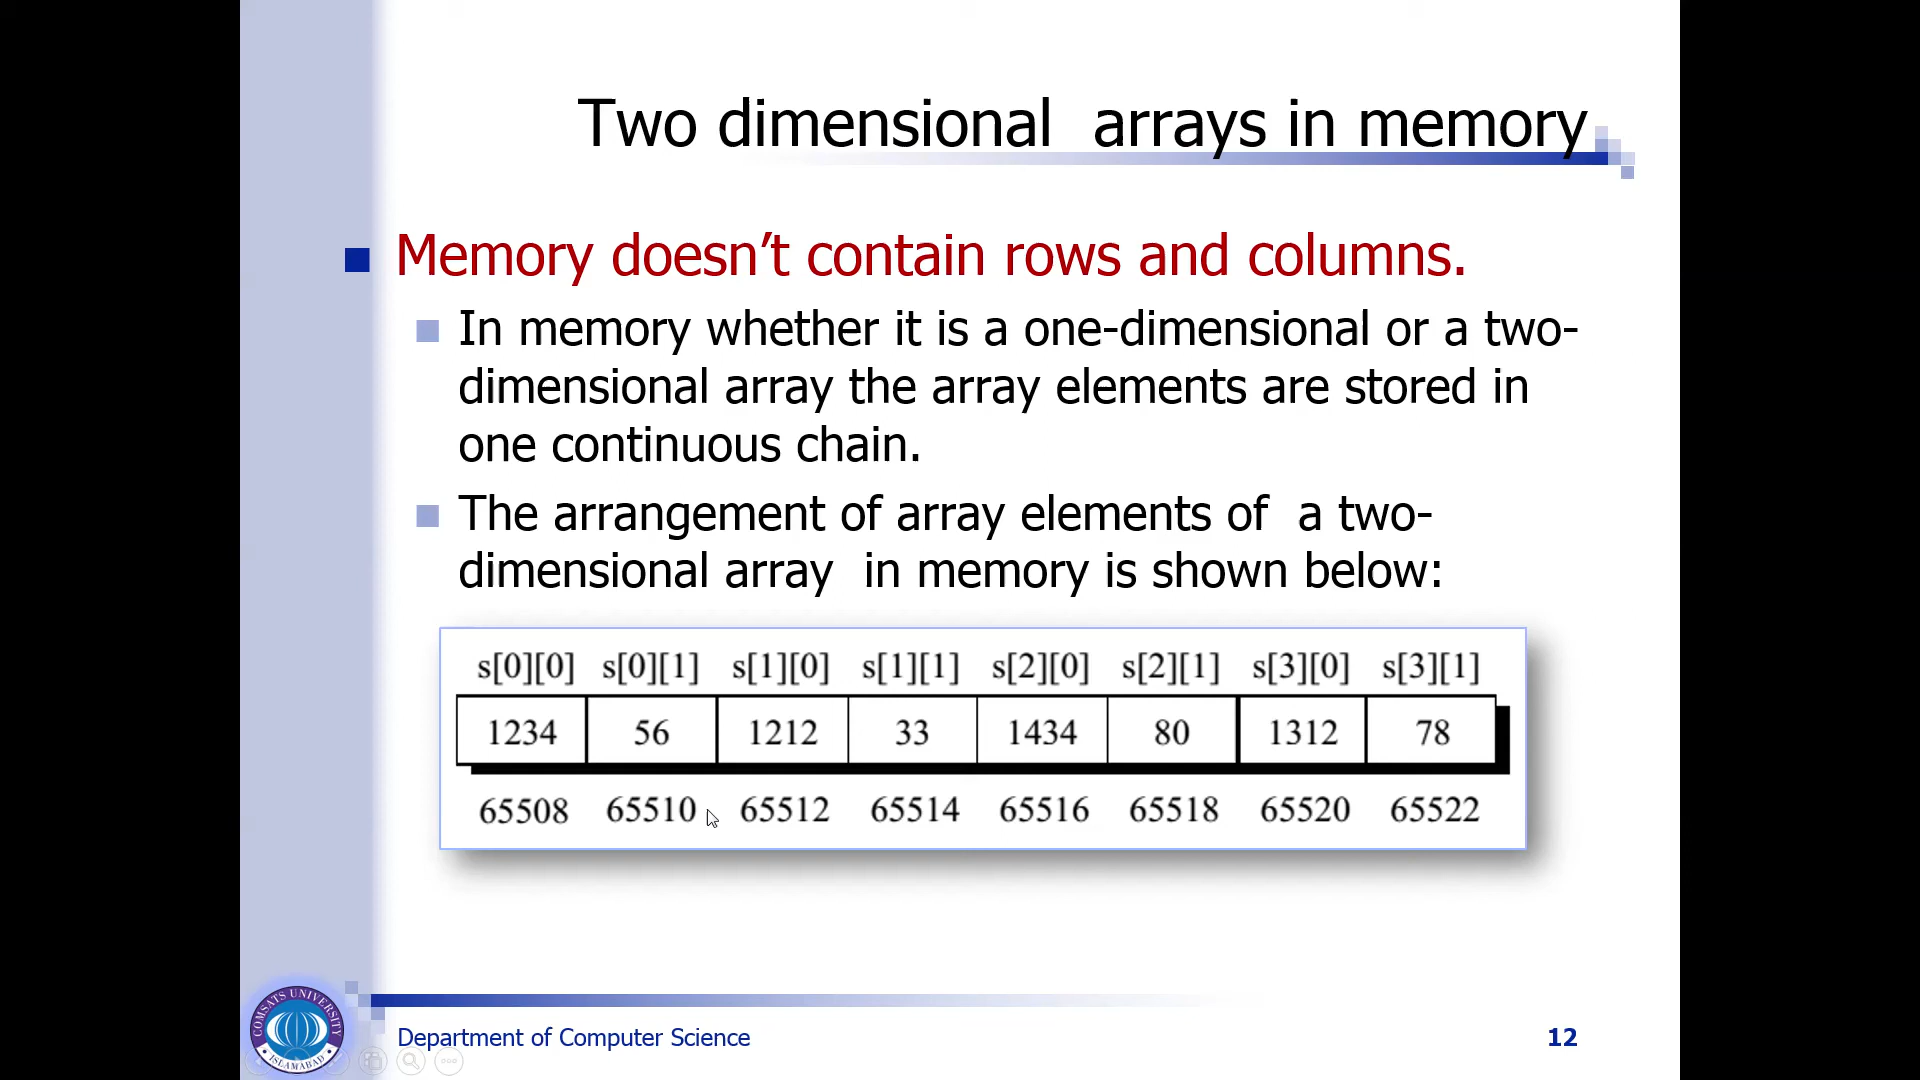 Two dimensional  arrays in memory
Memory doesn’t contain rows and columns.
In memory whether it is a one-dimensional or a two-
dimensional array the array elements are stored in
one continuous chain.
The arrangement of array elements of  a two-
dimensional array  in memory is shown below:
s[0][0] s[0][1] s[1][0] s[1][1] s[2][0] s[2][1] s[3][0] s[3][1]
1234 56 1212 33 1434 80 1312 78
65508 65510 65512 65514 65516 65518 65520 65522
COMSATS UNIVERSITY
ISLAMABAD
Department of Computer Science
12